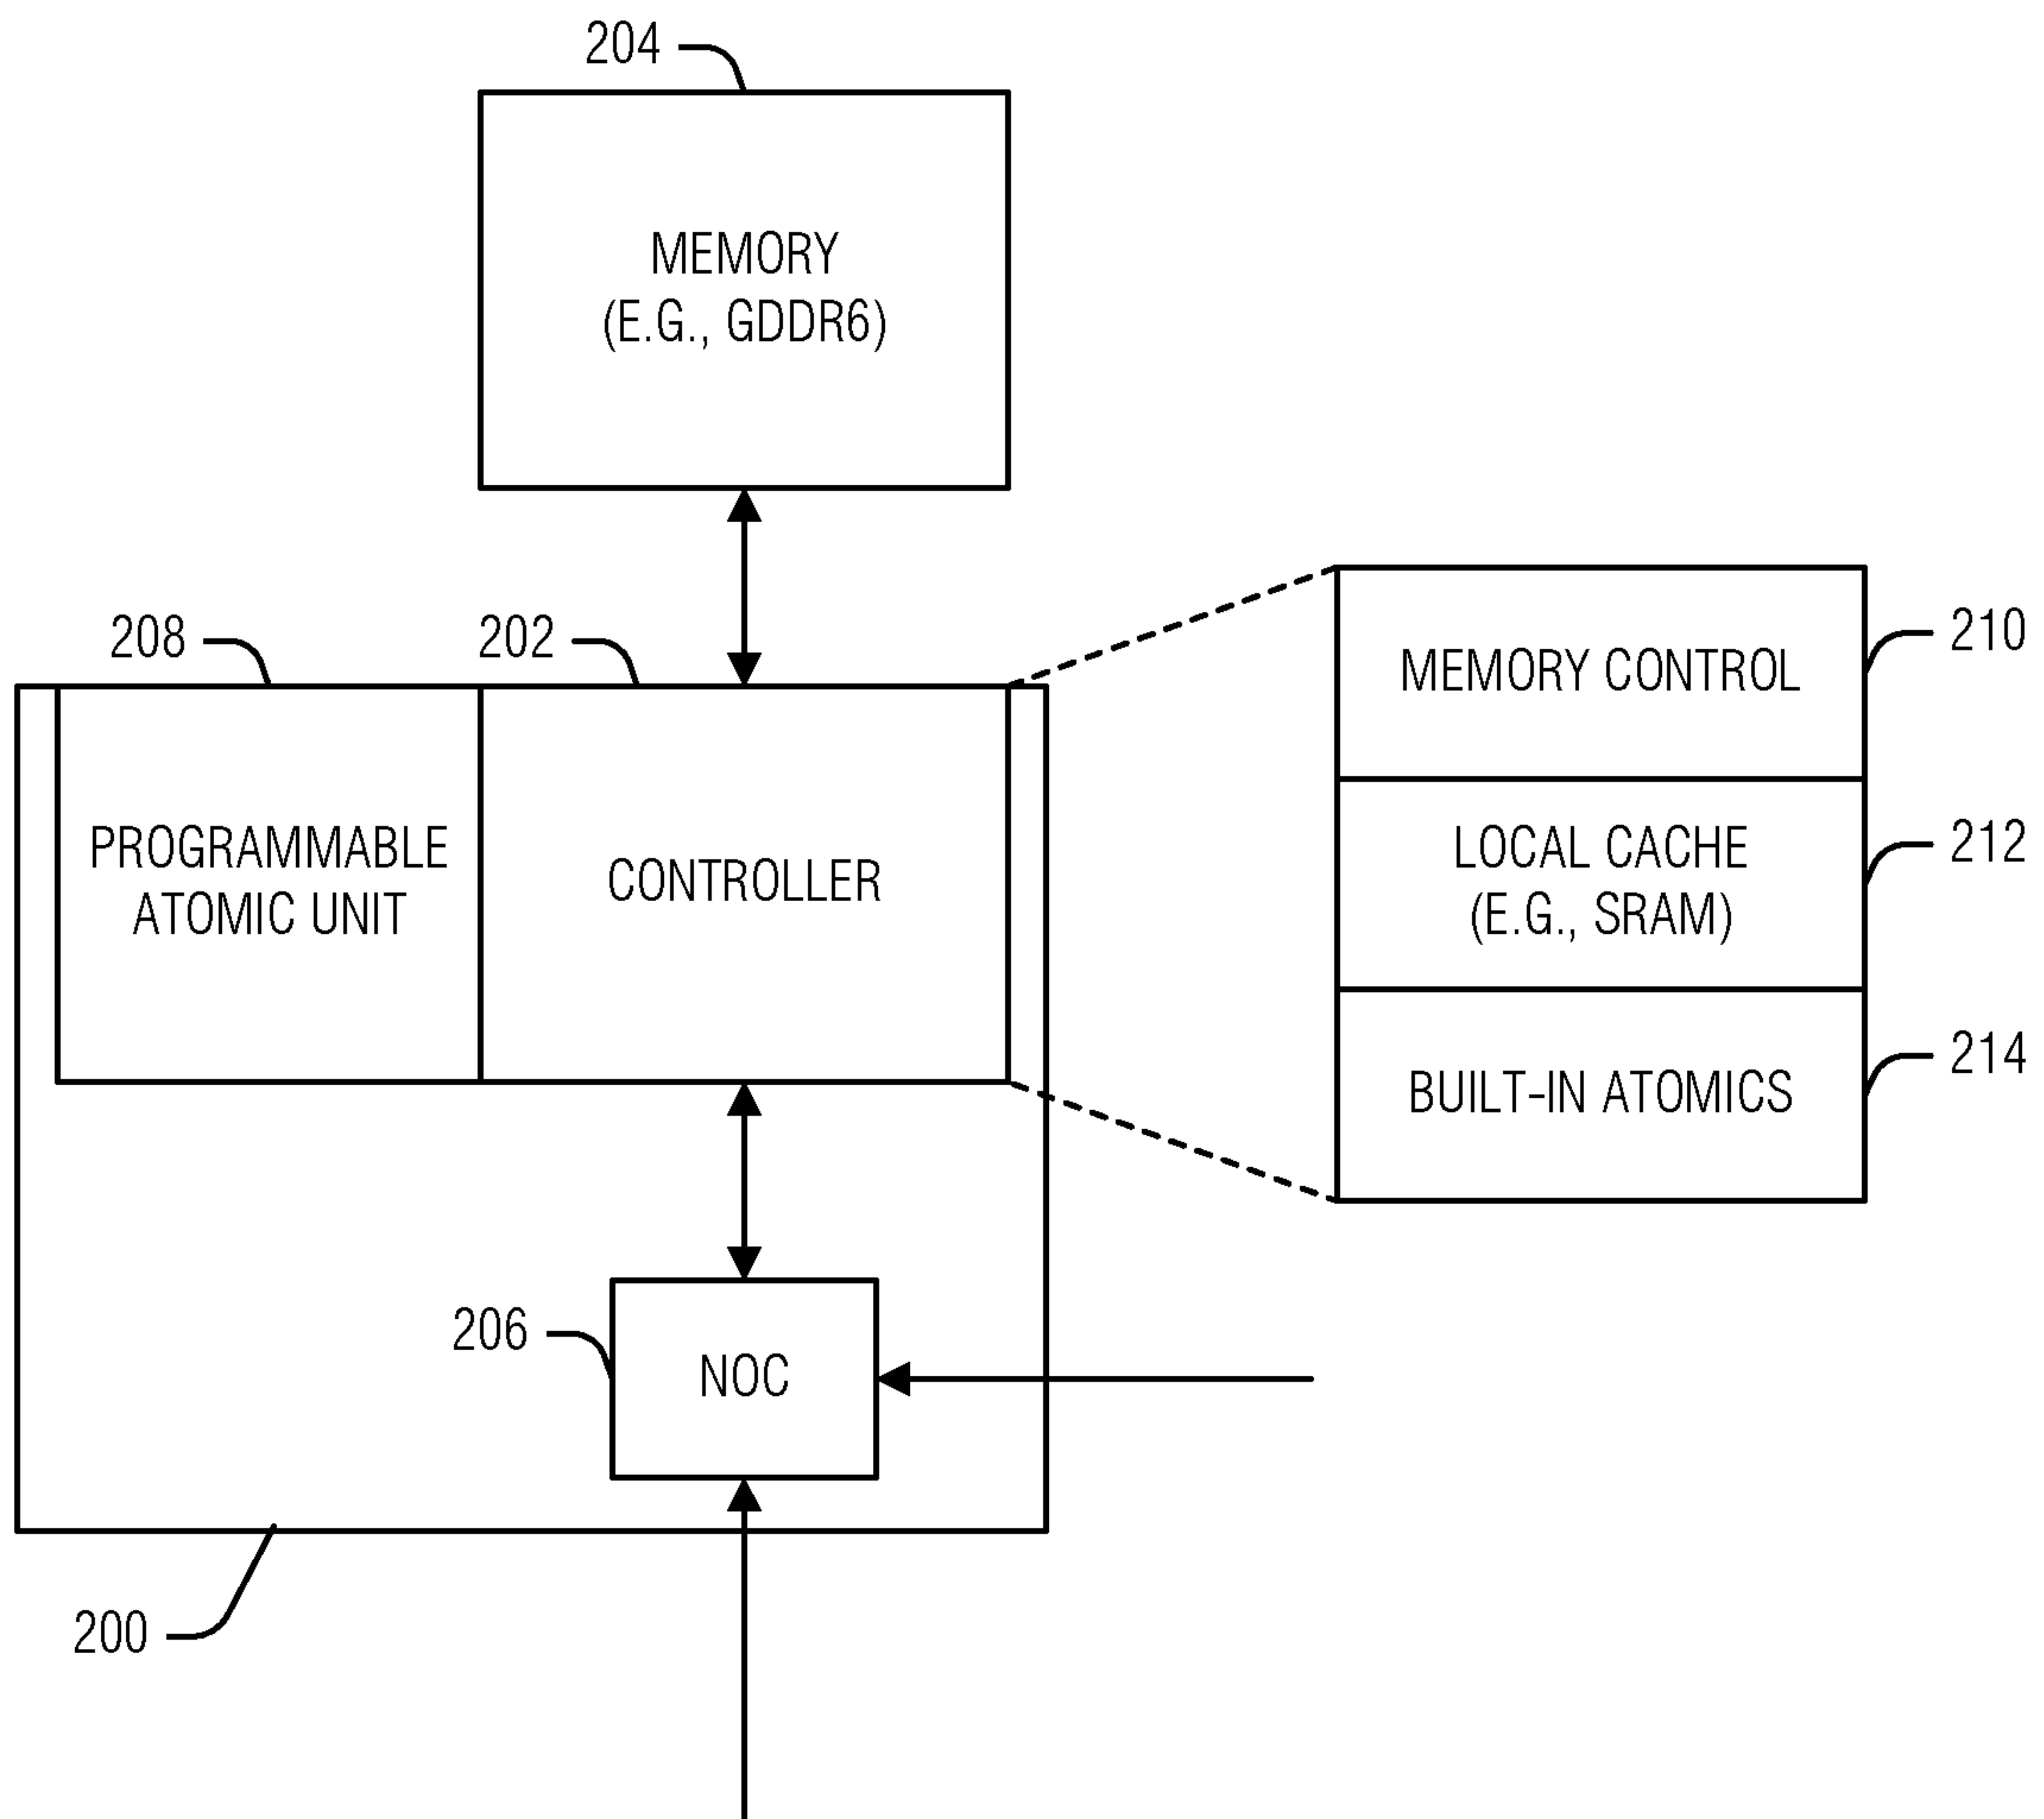 204
MEMORY
(E.G., GDDR6)
208
202
210
MEMORY CONTROL
PROGRAMMABLE
ATOMIC UNIT
CONTROLLER
212
LOCAL CACHE
(E.G., SRAM)
214
BUILT-IN ATOMICS
206
NOC
200